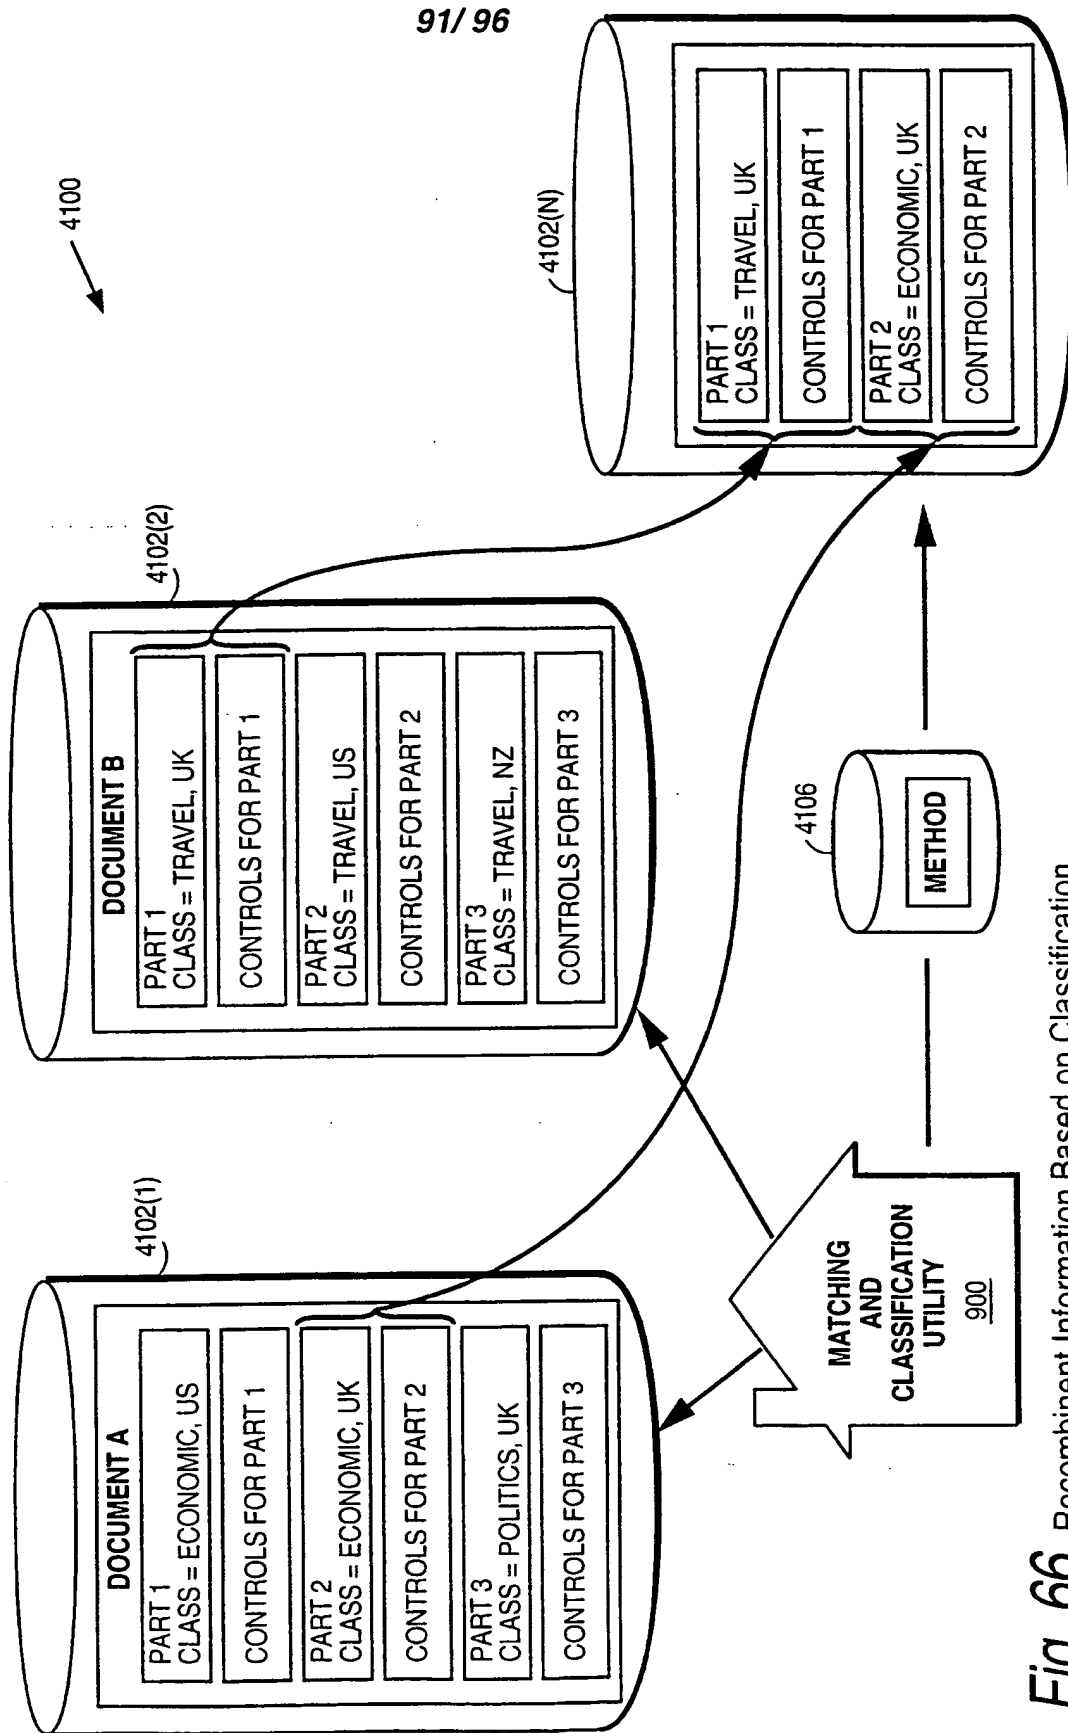 91/96
4100
4102(1)
DOCUMENT A
PART 1
CLASS = ECONOMIC, US
CONTROLS FOR PART 1
PART 2
CLASS = ECONOMIC, UK
CONTROLS FOR PART 2
PART 3
CLASS = POLITICS, UK
CONTROLS FOR PART 3
4102(2)
DOCUMENT B
PART 1
CLASS = TRAVEL, UK
CONTROLS FOR PART 1
PART 2
CLASS = TRAVEL, US
CONTROLS FOR PART 2
PART 3
CLASS = TRAVEL, NZ
CONTROLS FOR PART 3
4102(N)
PART 1
CLASS = TRAVEL, UK
CONTROLS FOR PART 1
PART 2
CLASS = ECONOMIC, UK
CONTROLS FOR PART 2
MATCHING
AND
CLASSIFICATION
UTILITY
900
4106
METHOD
Fig. 66 Recombinent Information Based on Classification